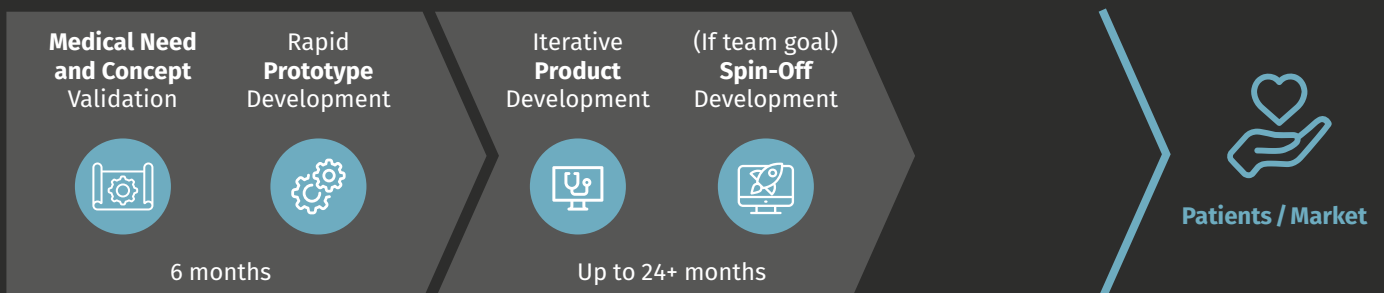 Medical Need
and Concept
Validation
Rapid
Prototype
Development
6 months
Iterative
Product
Development
(If team goal)
Spin-Off
Development
Up to 24+ months
Patients / Market